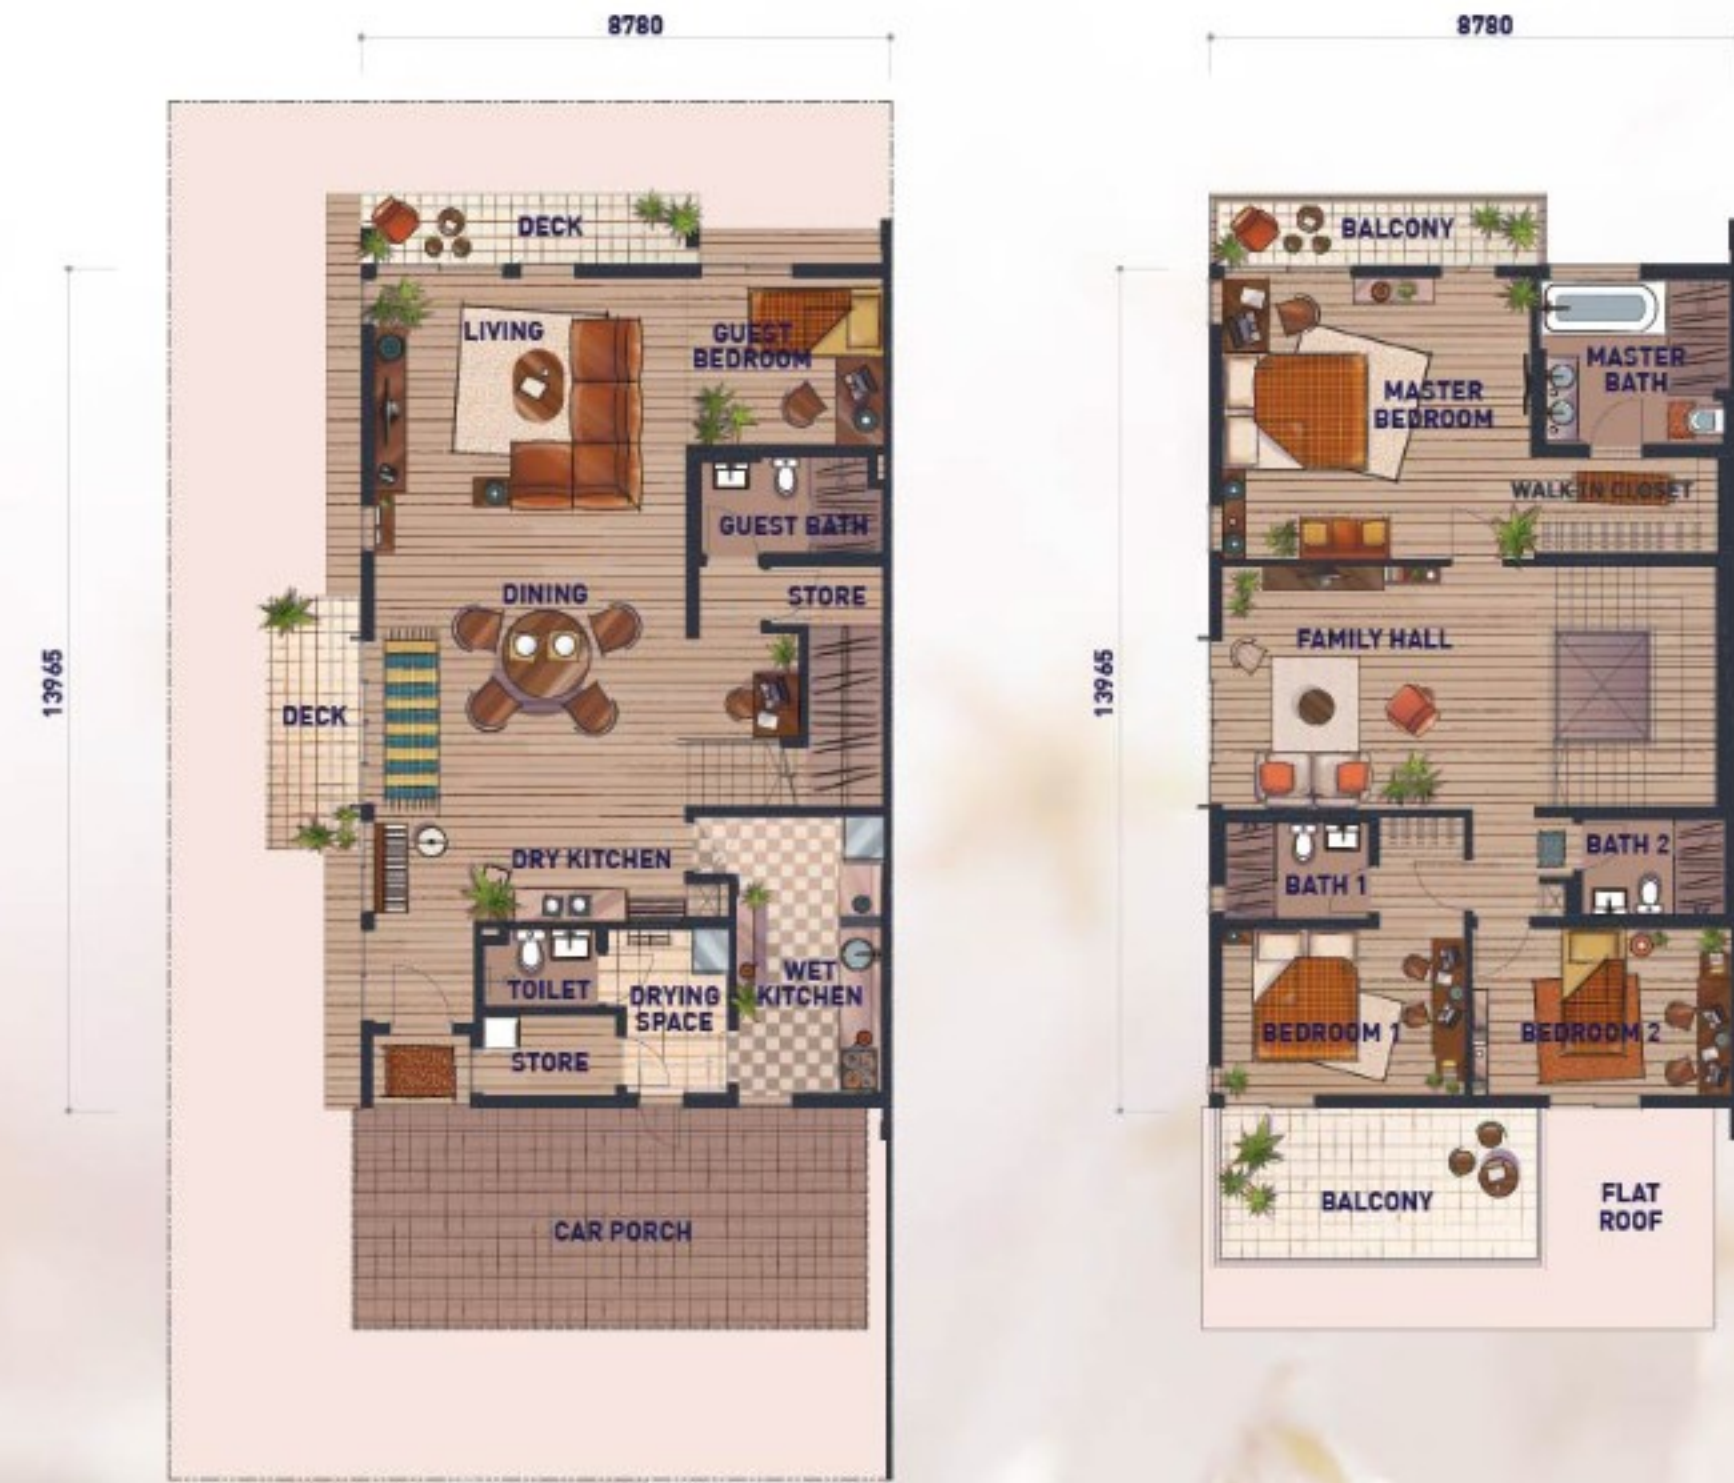 8780
DECK
LIVING
GUEST
BEDROOM
GUEST BATH
DINING
STORE
13965
DECK
DRY KITCHEN
TOILET
DRYING
SPACE
WET
KITCHEN
STORE
CAR PORCH
8780
BALCONY
MASTER
BEDROOM
MASTER
BATH
WALK IN CLOSET
FAMILY HALL
13965
BATH 1
BATH 2
BEDROOM 1
BEDROOM 2
BALCONY
FLAT
ROOF